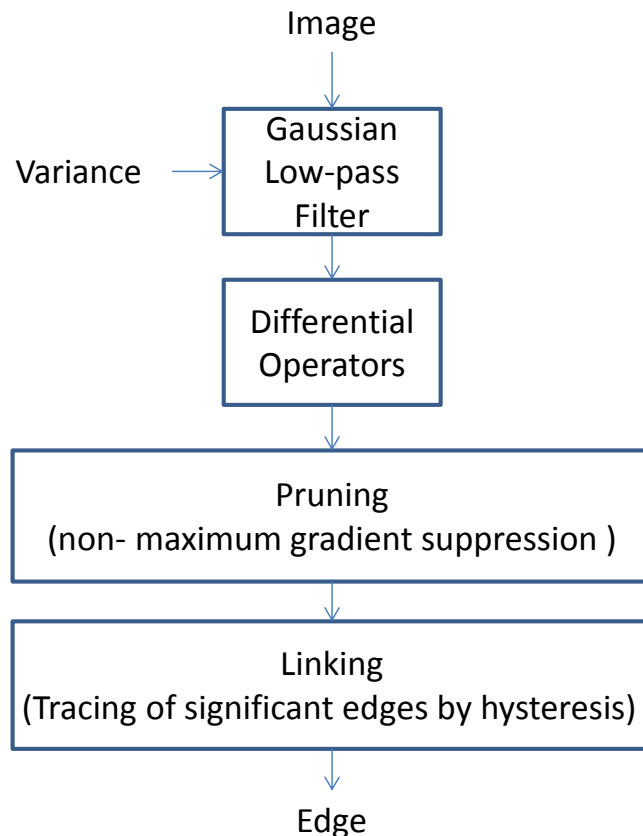 Image
Variance
Gaussian
Low-pass
Filter
Differential
Operators
Pruning
(non- maximum gradient suppression )
Linking
(Tracing of significant edges by hysteresis)
Edge